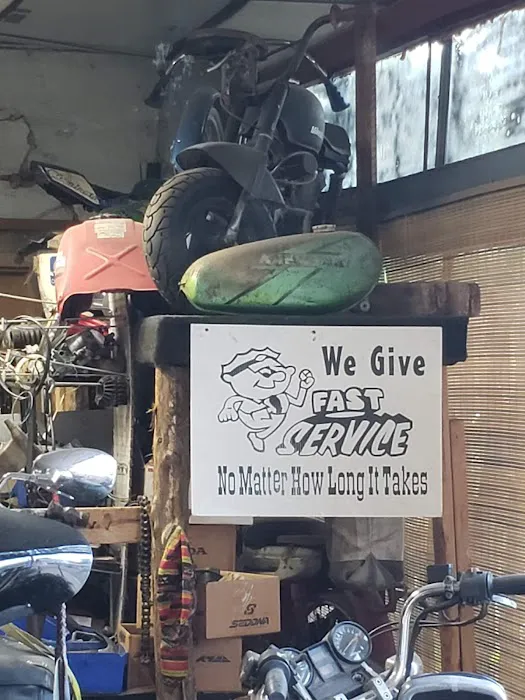 We Give
FAST
SERVICE
No Matter How Long It Takes
SEDONA